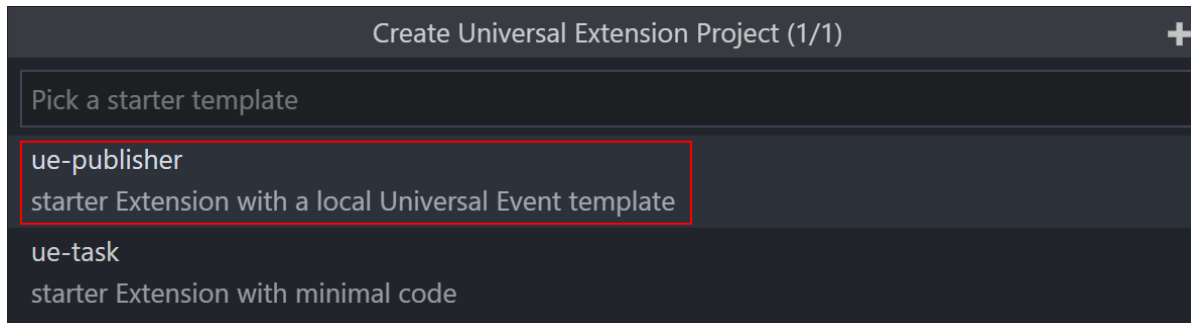 Create Universal Extension Project (1/1)
Pick a starter template
ue-publisher
starter Extension with a local Universal Event template
ue-task
starter Extension with minimal code